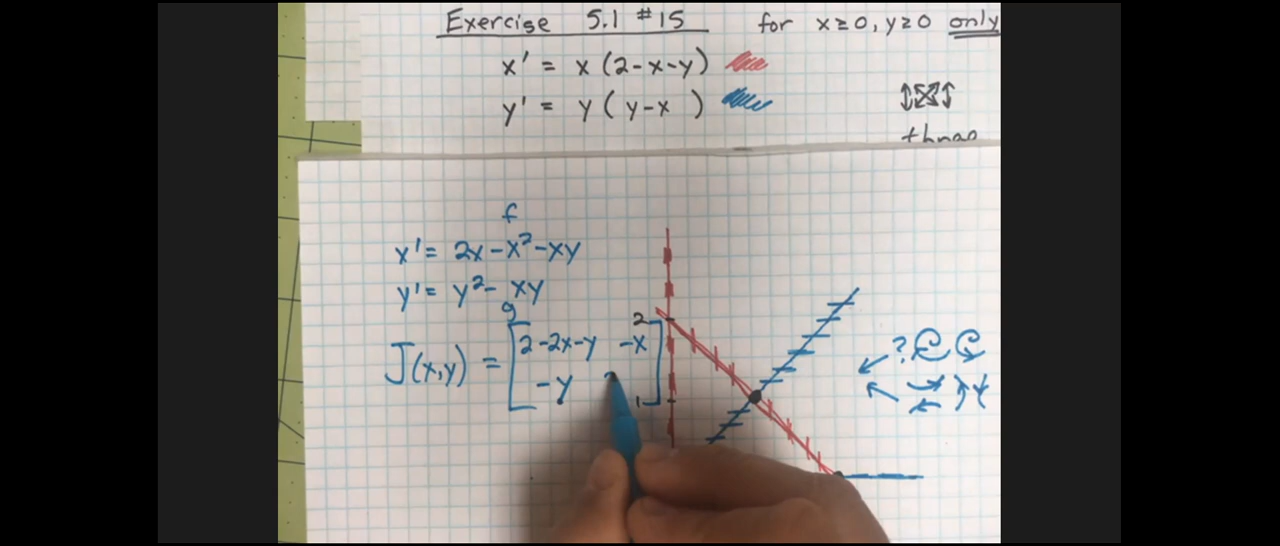 Exercise 5.1 #15 for x≥0, y≥0 only
x' = x (2-x-y)
y' = y (y-x )
f
x' = 2x-x²-xy
y' = y²- xy
g
J(x,y) = [2-2x-y -x
-y ]
2
1
?